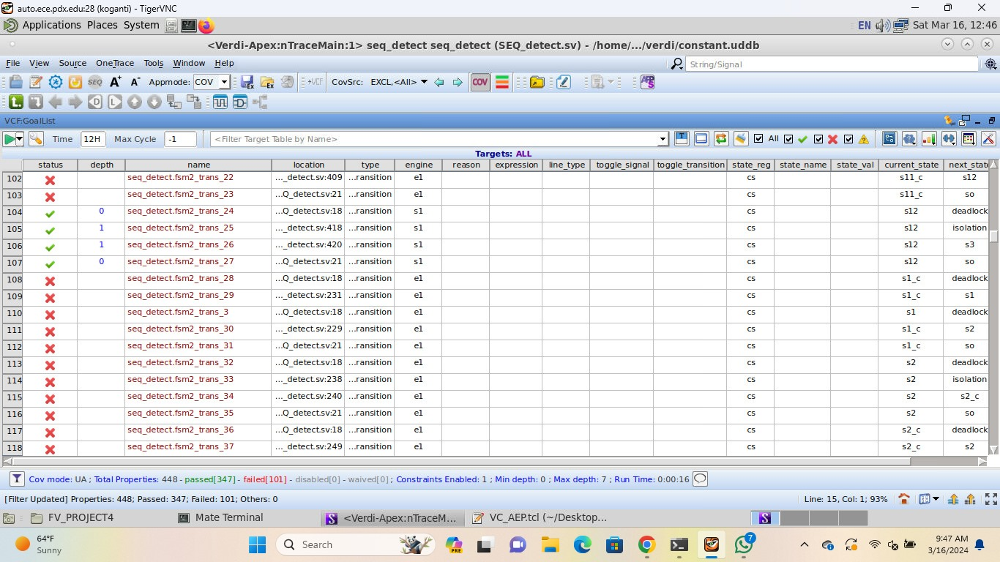 auto.ece.pdx.edu:28 (koganti) - TigerVNC
Applications Places System EN Sat Mar 16, 12:46
<Verdi-Apex:nTraceMain:1> seq_detect seq_detect (SEQ_detect.sv) - /home/.../verdi/constant.uddb
File View Source OneTrace Tools Window Help String/Signal
SEQ A+ A- Appmode: COV Ex Ex →VCF CovSrc: EXCL,<All> COV
VCF:GoalList
Time 12H Max Cycle -1 <Filter Target Table by Name> All
Targets: ALL
status depth name location type engine reason expression line_type toggle_signal toggle_transition state_reg state_name state_val current_state next_state
102 seq_detect.fsm2_trans_22 ..._detect.sv:409 ...ransition e1 cs s11_c s12
103 seq_detect.fsm2_trans_23 ...Q_detect.sv:21 ...ransition e1 cs s11_c so
104 0 seq_detect.fsm2_trans_24 ...Q_detect.sv:18 ...ransition s1 cs s12 deadlock
105 1 seq_detect.fsm2_trans_25 ..._detect.sv:418 ...ransition s1 cs s12 isolation
106 1 seq_detect.fsm2_trans_26 ..._detect.sv:420 ...ransition s1 cs s12 s3
107 0 seq_detect.fsm2_trans_27 ...Q_detect.sv:21 ...ransition s1 cs s12 so
108 seq_detect.fsm2_trans_28 ...Q_detect.sv:18 ...ransition e1 cs s1_c deadlock
109 seq_detect.fsm2_trans_29 ..._detect.sv:231 ...ransition e1 cs s1_c s1
110 seq_detect.fsm2_trans_3 ...Q_detect.sv:18 ...ransition e1 cs s1 deadlock
111 seq_detect.fsm2_trans_30 ..._detect.sv:229 ...ransition e1 cs s1_c s2
112 seq_detect.fsm2_trans_31 ...Q_detect.sv:21 ...ransition e1 cs s1_c so
113 seq_detect.fsm2_trans_32 ...Q_detect.sv:18 ...ransition e1 cs s2 deadlock
114 seq_detect.fsm2_trans_33 ..._detect.sv:238 ...ransition e1 cs s2 isolation
115 seq_detect.fsm2_trans_34 ..._detect.sv:240 ...ransition e1 cs s2 s2_c
116 seq_detect.fsm2_trans_35 ...Q_detect.sv:21 ...ransition e1 cs s2 so
117 seq_detect.fsm2_trans_36 ...Q_detect.sv:18 ...ransition e1 cs s2_c deadlock
118 seq_detect.fsm2_trans_37 ..._detect.sv:249 ...ransition e1 cs s2_c s2
Cov mode: UA ; Total Properties: 448 - passed[347] - failed[101] - disabled[0] - waived[0] ; Constraints Enabled: 1 ; Min depth: 0 ; Max depth: 7 ; Run Time: 0:00:16
[Filter Updated] Properties: 448; Passed: 347; Failed: 101; Others: 0 Line: 15, Col: 1; 93%
FV_PROJECT4 Mate Terminal <Verdi-Apex:nTraceM... VC_AEP.tcl (~/Desktop...
64°F
Sunny
Search PRE 7
9:47 AM
3/16/2024